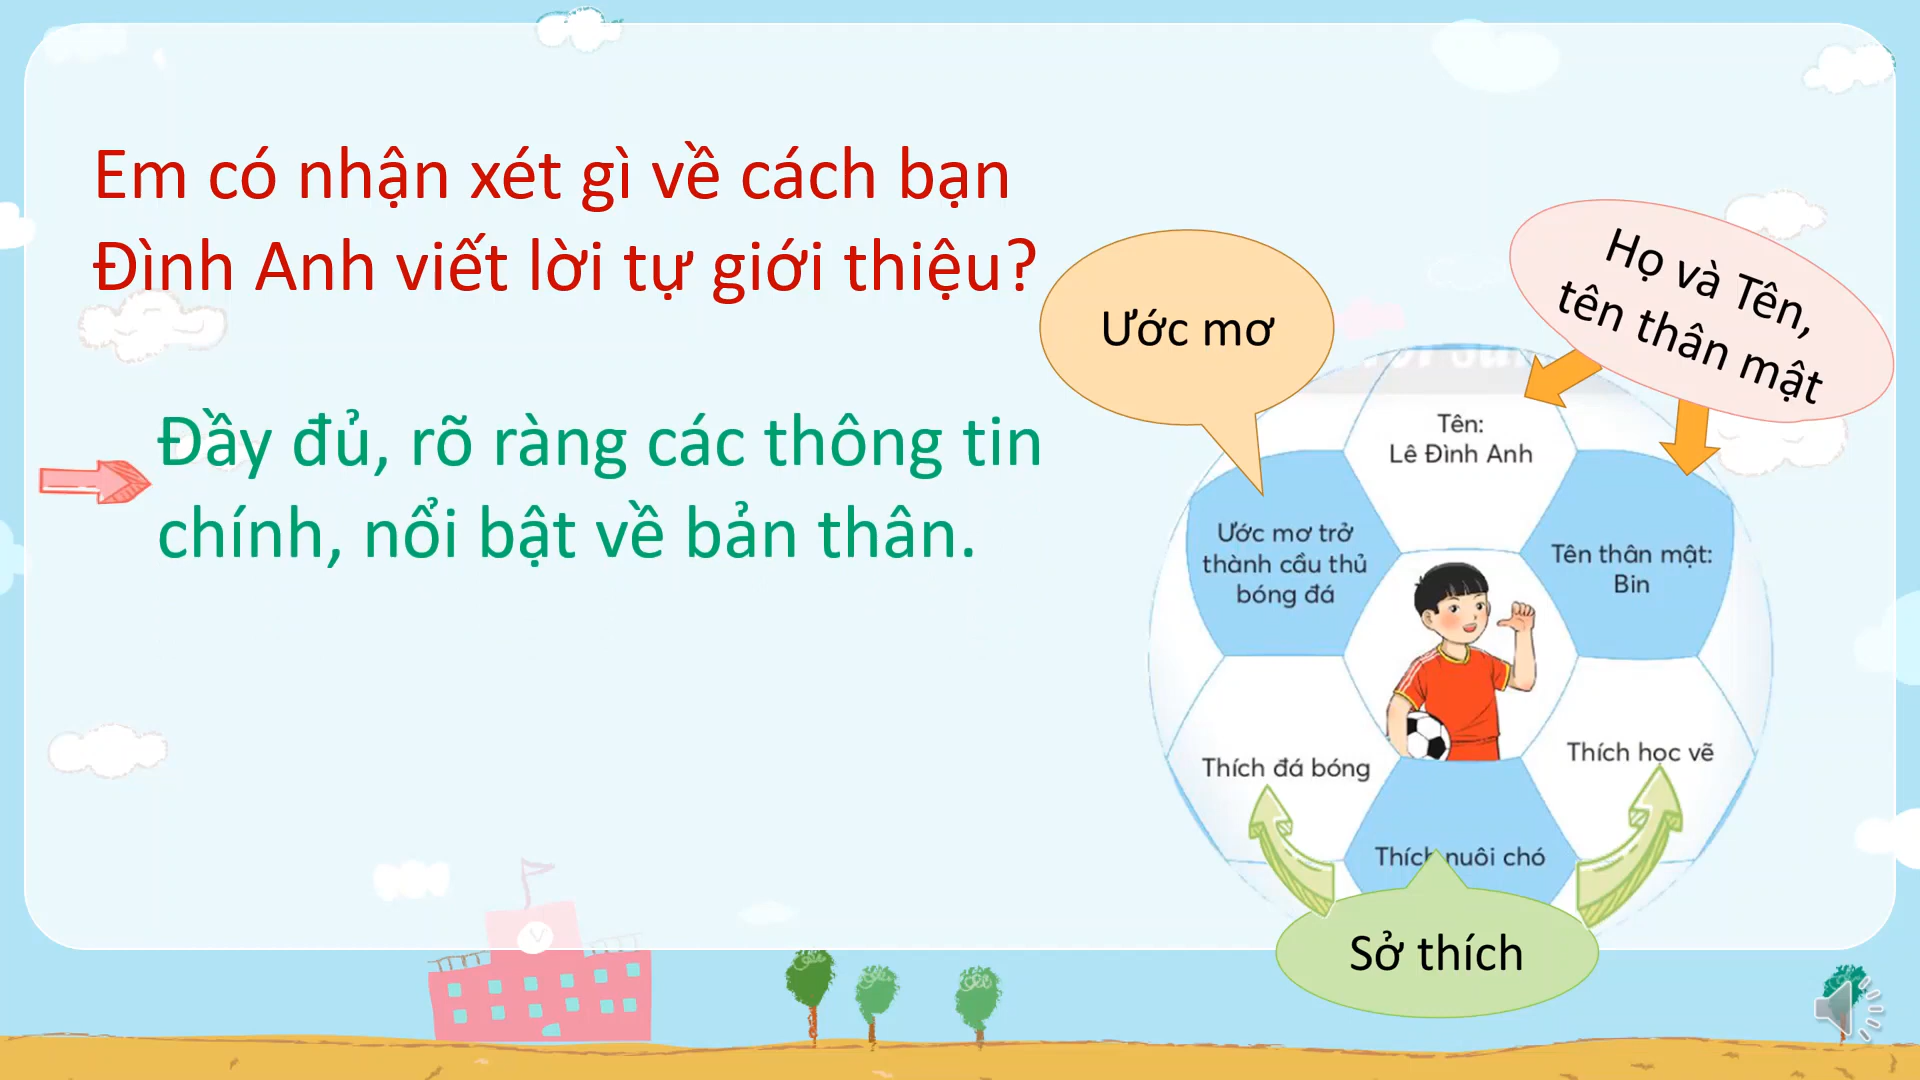 Em có nhận xét gì về cách bạn
Đình Anh viết lời tự giới thiệu?
Đầy đủ, rõ ràng các thông tin
chính, nổi bật về bản thân.
Ước mơ
Họ và Tên,
tên thân mật
Tên:
Lê Đình Anh
Ước mơ trở
thành cầu thủ
bóng đá
Tên thân mật:
Bin
Thích đá bóng
Thích học vẽ
Thích nuôi chó
Sở thích